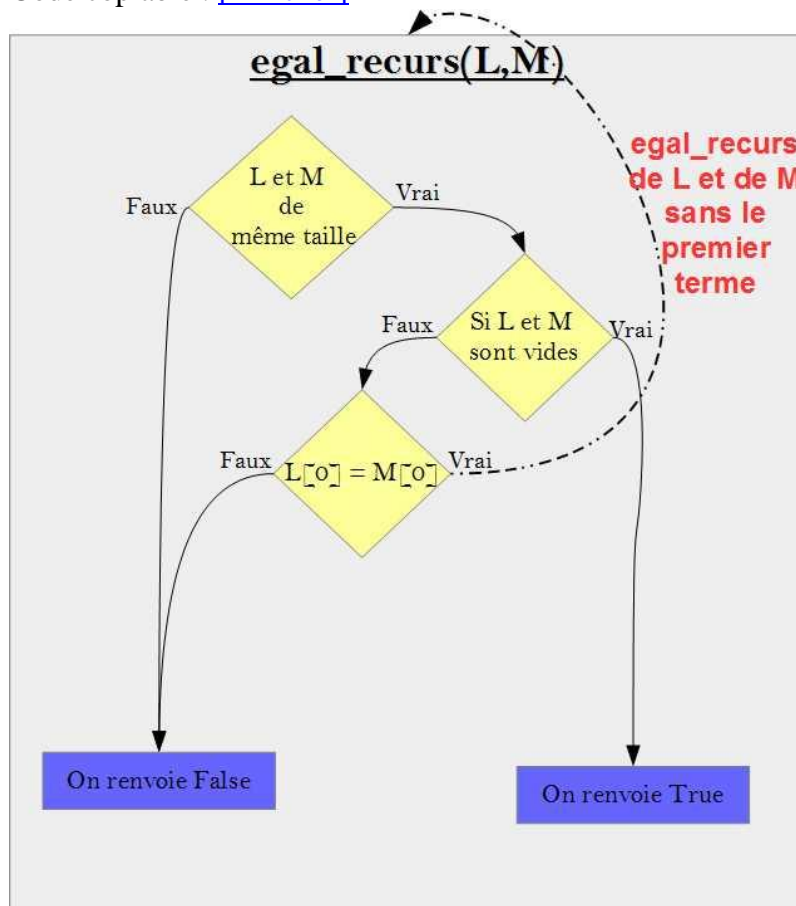 egal_recurs(L,M)
egal_recurs
de L et de M
sans le
premier
terme
L et M
de
même taille
Faux
Vrai
Si L et M
sont vides
Faux
Vrai
L[0] = M[0]
Faux
Vrai
On renvoie False
On renvoie True